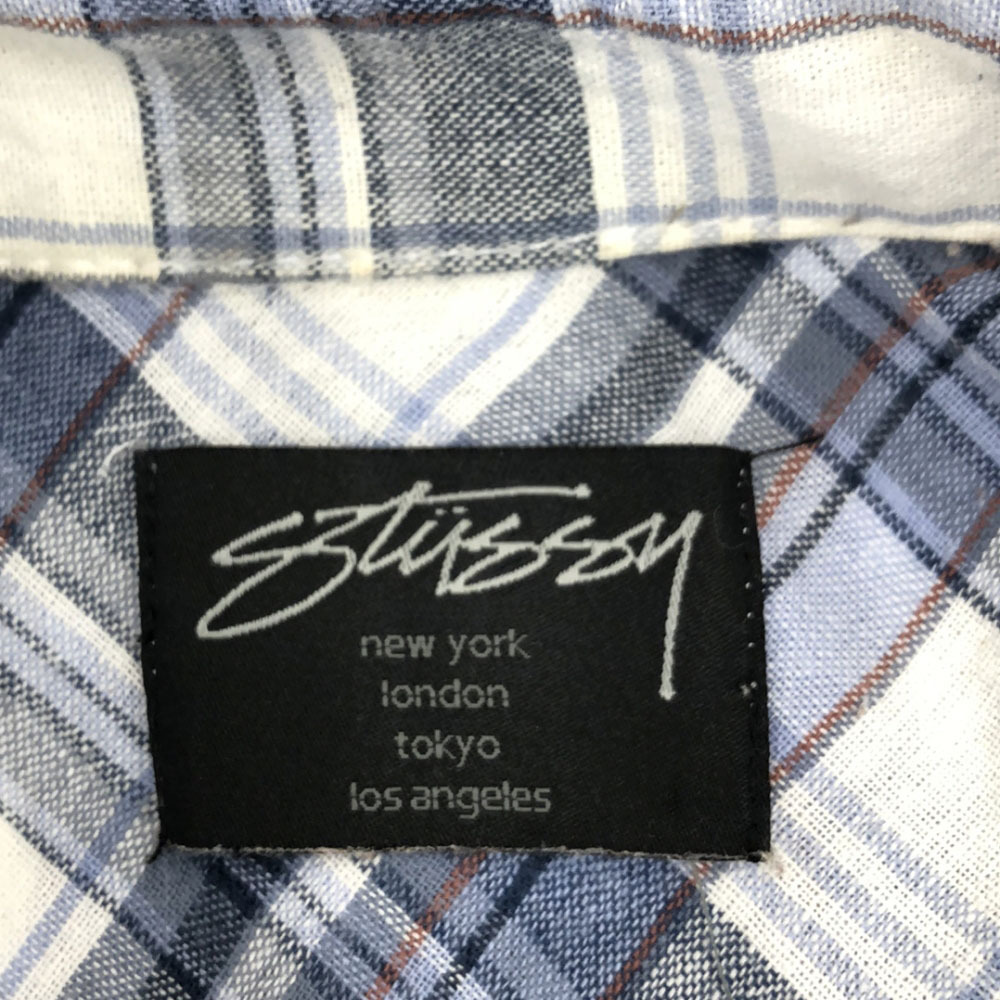 stüssy
new york
london
tokyo
los angeles